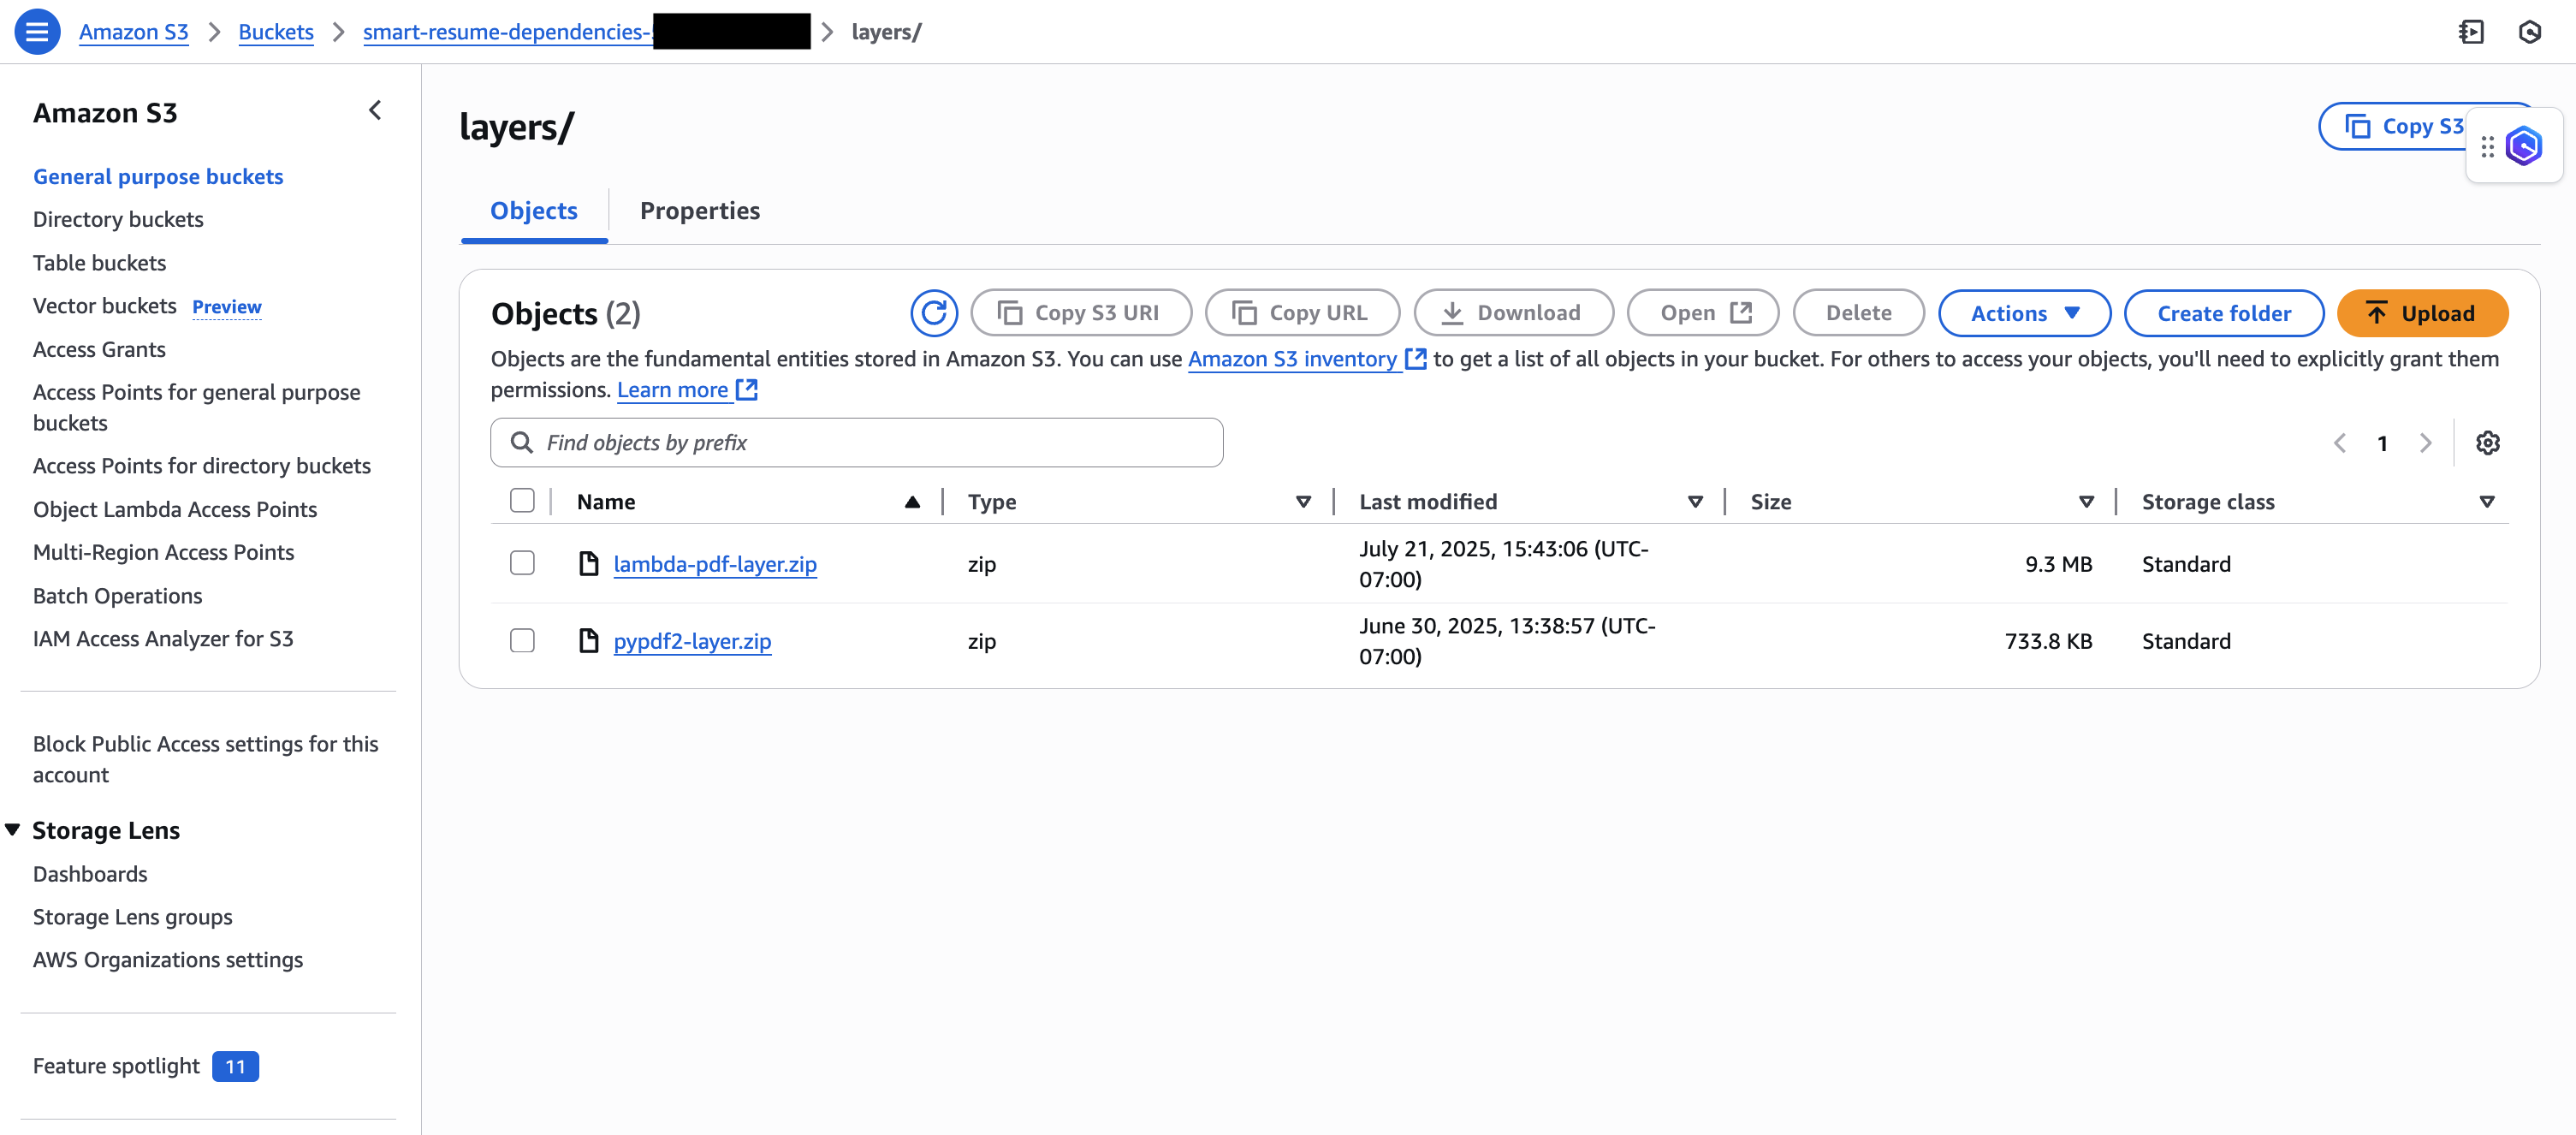 Amazon S3 > Buckets > smart-resume-dependencies- > layers/
Amazon S3
General purpose buckets
Directory buckets
Table buckets
Vector buckets Preview
Access Grants
Access Points for general purpose
buckets
Access Points for directory buckets
Object Lambda Access Points
Multi-Region Access Points
Batch Operations
IAM Access Analyzer for S3
Block Public Access settings for this
account
Storage Lens
Dashboards
Storage Lens groups
AWS Organizations settings
Feature spotlight 11
layers/
Copy S3
Objects
Properties
Objects (2)
Copy S3 URI
Copy URL
Download
Open
Delete
Actions
Create folder
Upload
Objects are the fundamental entities stored in Amazon S3. You can use Amazon S3 inventory to get a list of all objects in your bucket. For others to access your objects, you'll need to explicitly grant them
permissions. Learn more
Find objects by prefix
1
Name Type Last modified Size Storage class
lambda-pdf-layer.zip zip July 21, 2025, 15:43:06 (UTC-
07:00) 9.3 MB Standard
pypdf2-layer.zip zip June 30, 2025, 13:38:57 (UTC-
07:00) 733.8 KB Standard